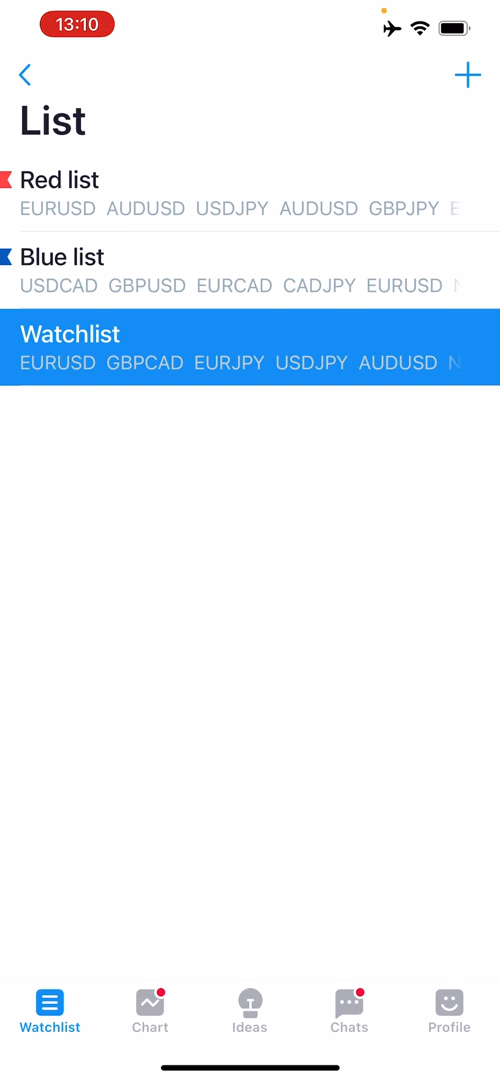 13:10
List
Red list
EURUSD AUDUSD USDJPY AUDUSD GBPJPY E
Blue list
USDCAD GBPUSD EURCAD CADJPY EURUSD N
Watchlist
EURUSD GBPCAD EURJPY USDJPY AUDUSD N
Watchlist Chart Ideas Chats Profile